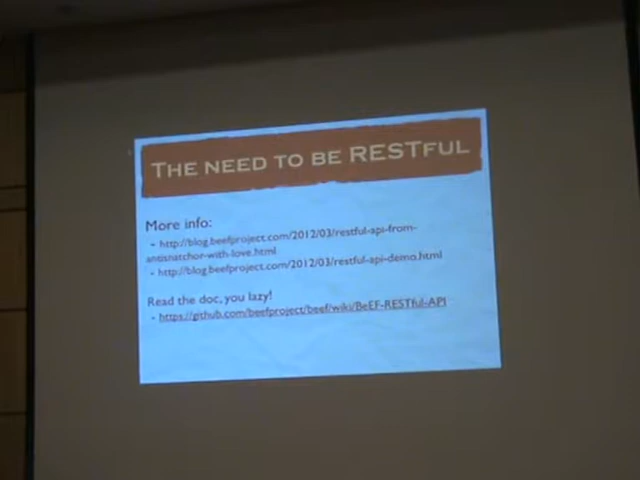 THE NEED TO BE RESTFUL
More info:
- http://blog.beefproject.com/2012/03/restful-api-from-
antisnatchor-with-love.html
- http://blog.beefproject.com/2012/03/restful-api-demo.html
Read the doc, you lazy!
- https://github.com/beefproject/beef/wiki/BeEF-RESTful-API